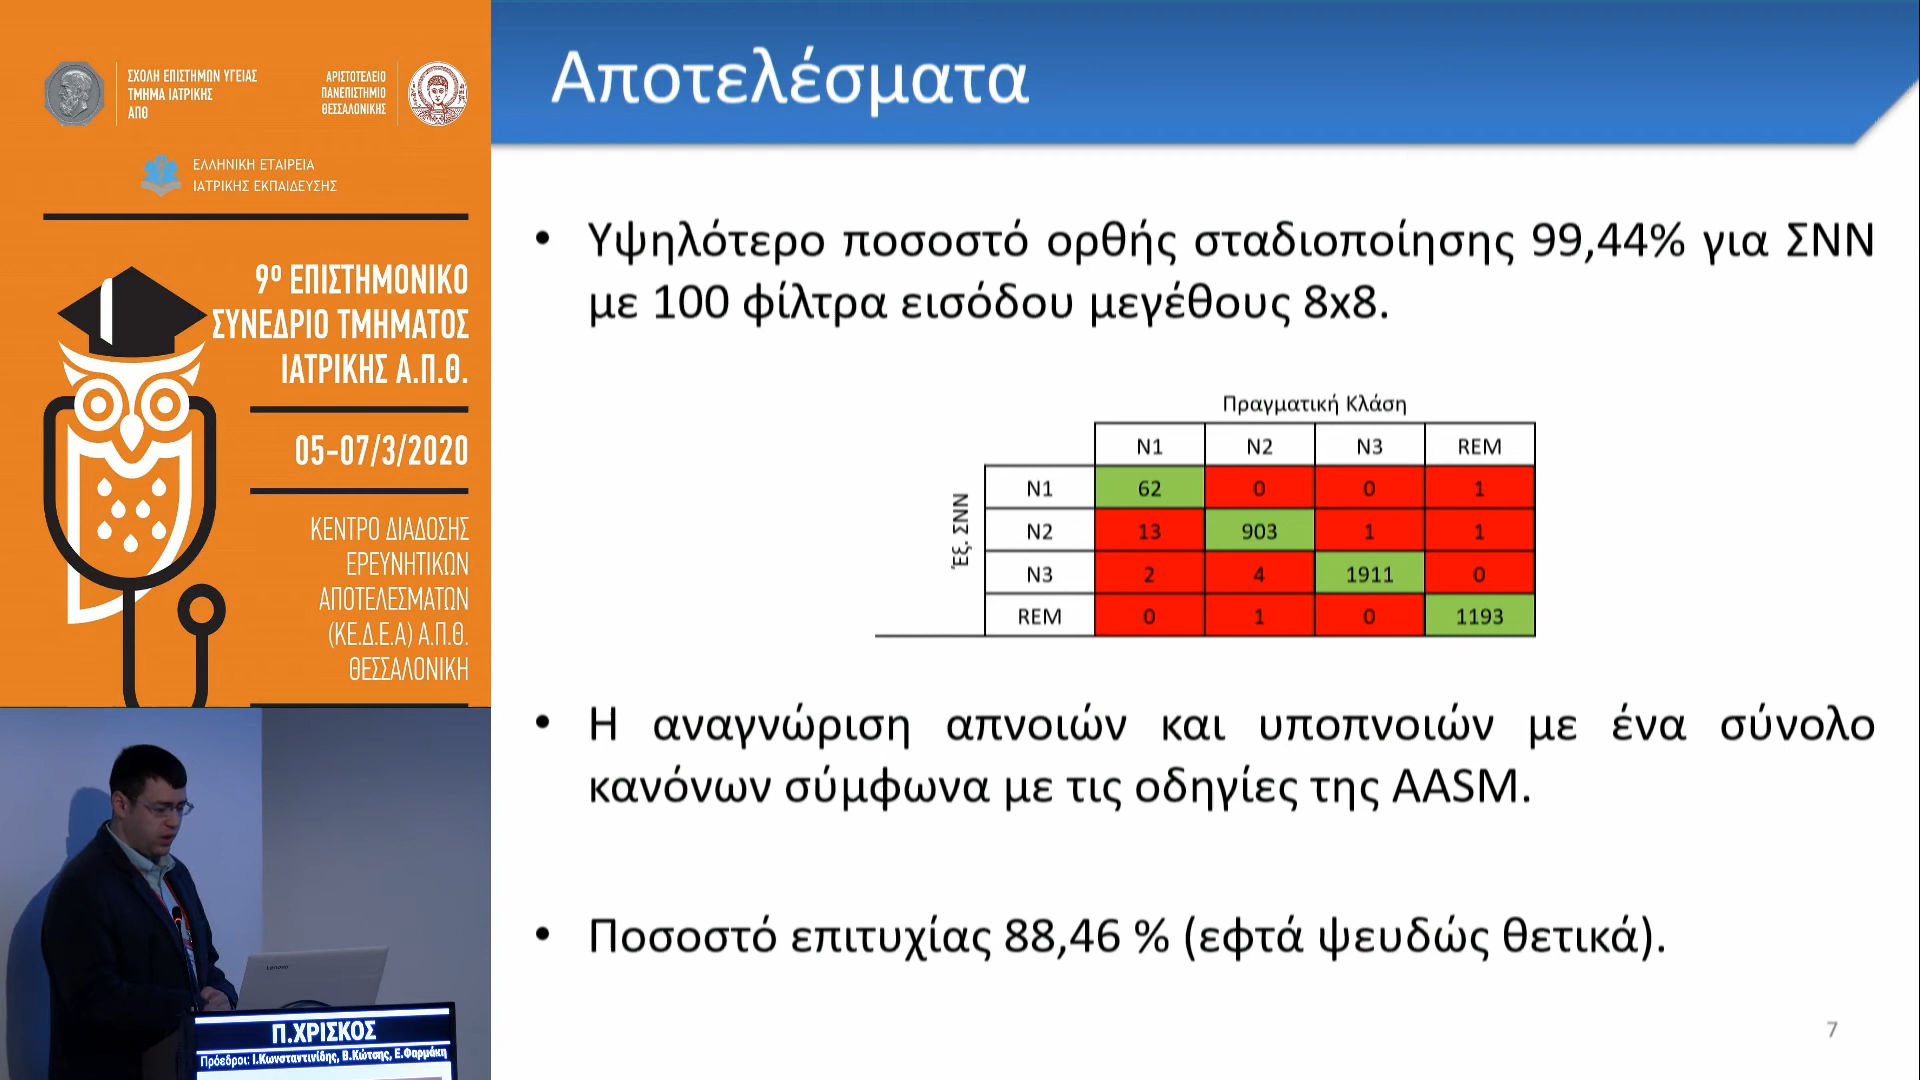 ΣΧΟΛΗ ΕΠΙΣΤΗΜΩΝ ΥΓΕΙΑΣ
ΤΜΗΜΑ ΙΑΤΡΙΚΗΣ
ΑΠΘ
ΑΡΙΣΤΟΤΕΛΕΙΟ
ΠΑΝΕΠΙΣΤΗΜΙΟ
ΘΕΣΣΑΛΟΝΙΚΗΣ
ΕΛΛΗΝΙΚΗ ΕΤΑΙΡΕΙΑ
ΙΑΤΡΙΚΗΣ ΕΚΠΑΙΔΕΥΣΗΣ
9º ΕΠΙΣΤΗΜΟΝΙΚΟ
ΣΥΝΕΔΡΙΟ ΤΜΗΜΑΤΟΣ
ΙΑΤΡΙΚΗΣ Α.Π.Θ.
05-07/3/2020
ΚΕΝΤΡΟ ΔΙΑΔΟΣΗΣ
ΕΡΕΥΝΗΤΙΚΩΝ
ΑΠΟΤΕΛΕΣΜΑΤΩΝ
(ΚΕ.Δ.Ε.Α) Α.Π.Θ.
ΘΕΣΣΑΛΟΝΙΚΗ
Lenovo
Π.ΧΡΙΣΚΟΣ
Πρόεδροι: Ι.Κωνσταντινίδης, Β.Κώτσης, Ε.Φαρμάκη
Αποτελέσματα
• Υψηλότερο ποσοστό ορθής σταδιοποίησης 99,44% για ΣΝΝ
με 100 φίλτρα εισόδου μεγέθους 8x8.
Πραγματική Κλάση
N1 N2 N3 REM
Έξ. ΣΝΝ
N1 62 0 0 1
N2 13 903 1 1
N3 2 4 1911 0
REM 0 1 0 1193
• Η αναγνώριση απνοιών και υποπνοιών με ένα σύνολο
κανόνων σύμφωνα με τις οδηγίες της AASM.
• Ποσοστό επιτυχίας 88,46 % (εφτά ψευδώς θετικά).
7